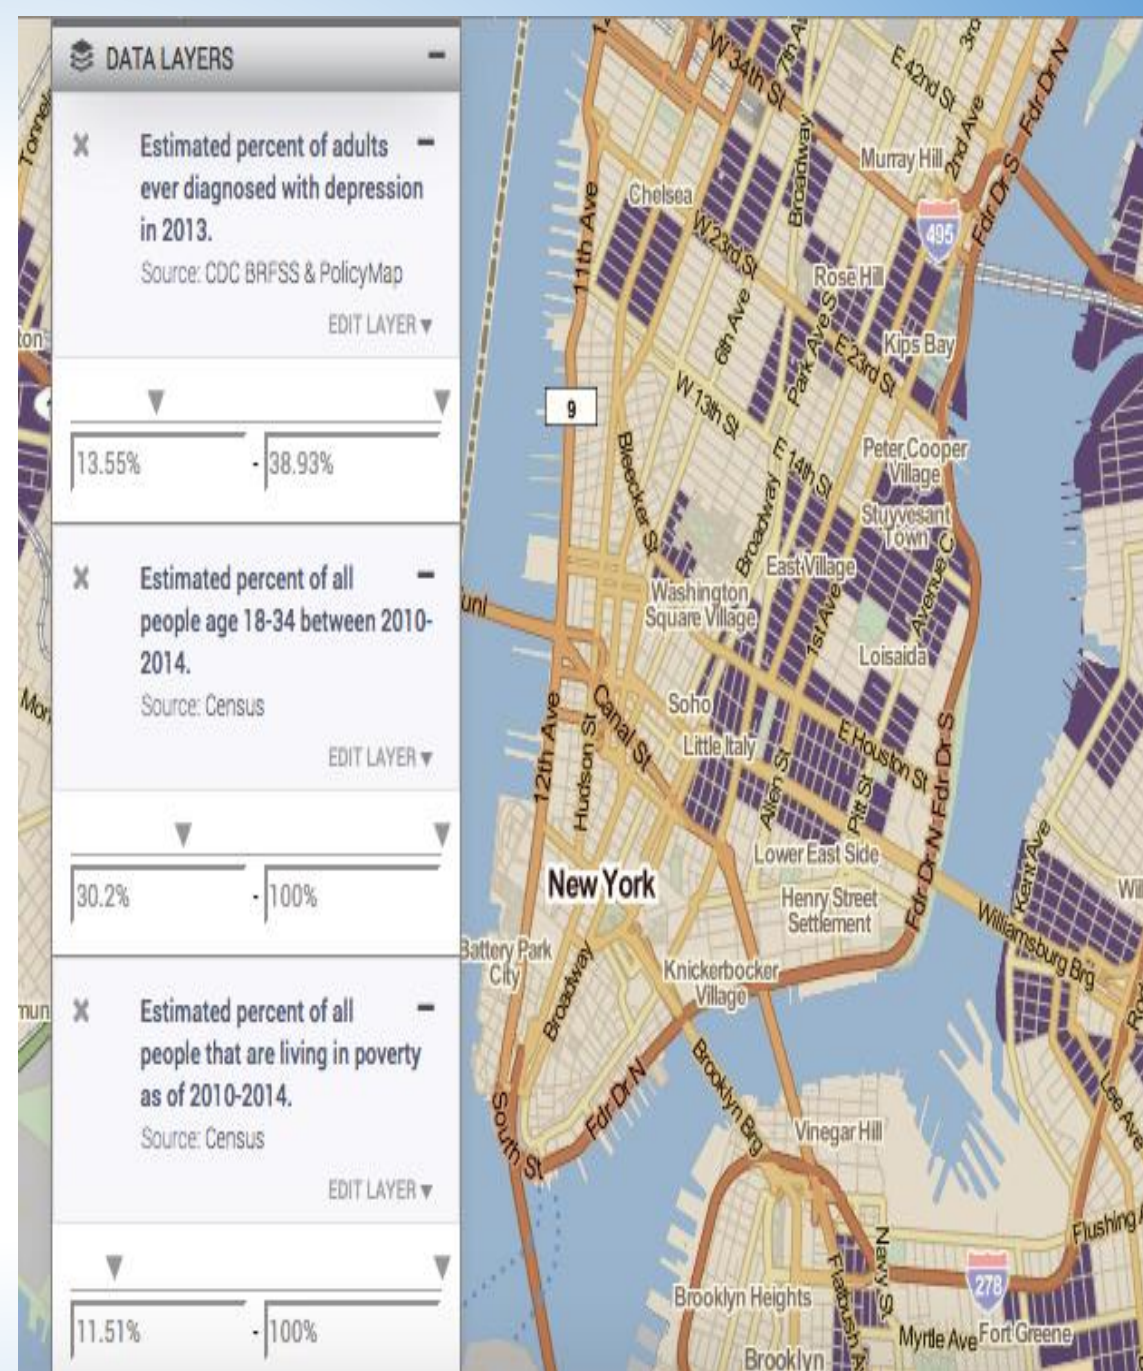 DATA LAYERS
Estimated percent of adults
ever diagnosed with depression
in 2013.
Source: CDC BRFSS & PolicyMap
EDIT LAYER ▼
13.55% - 38.93%
Estimated percent of all
people age 18-34 between 2010-
2014.
Source: Census
EDIT LAYER ▼
30.2% - 100%
Estimated percent of all
people that are living in poverty
as of 2010-2014.
Source: Census
EDIT LAYER ▼
11.51% - 100%
W 34th St
7th Av
E 42nd St
3rd
Fdr Dr N
Murray Hill
2nd Ave
Broadway
Fdr Dr S
Chelsea
11th Ave
W 23rd St
495
Rose Hill
6th Ave
Park Ave S
E 23rd St
Kips Bay
9
W 13th St
Bleecker St
E 14th St
Peter Cooper
Village
Stuyvesant
Town
Broadway
East Village
Avenue C
Washington
Square Village
1st Ave
Loisaida
Soho
Canal St
Little Italy
E Houston St
12th Ave
Hudson St
Allen St
Pitt St
Fdr Dr S
Fdr Dr N
Lower East Side
New York
Henry Street
Settlement
Kent Ave
Williamsburg Brg
Battery Park
City
Broadway
Knickerbocker
Village
Fdr Dr N
Brooklyn Brg
South St
Lee Ave
Vinegar Hill
Flushing A
Navy St
278
Brooklyn Heights
Flatbush A
Myrtle Ave
Fort Greene
Brooklyn